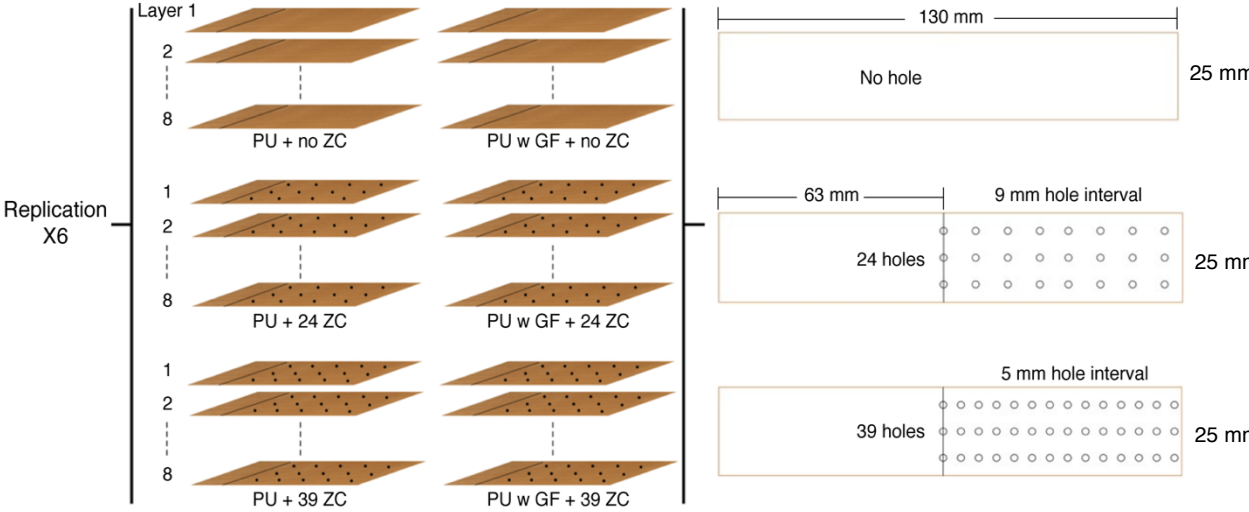 Layer 1
2
8
PU + no ZC
PU w GF + no ZC
1
2
8
PU + 24 ZC
PU w GF + 24 ZC
1
2
8
PU + 39 ZC
PU w GF + 39 ZC
Replication
X6
130 mm
No hole
25 mm
63 mm
9 mm hole interval
24 holes
25 mm
5 mm hole interval
39 holes
25 mm